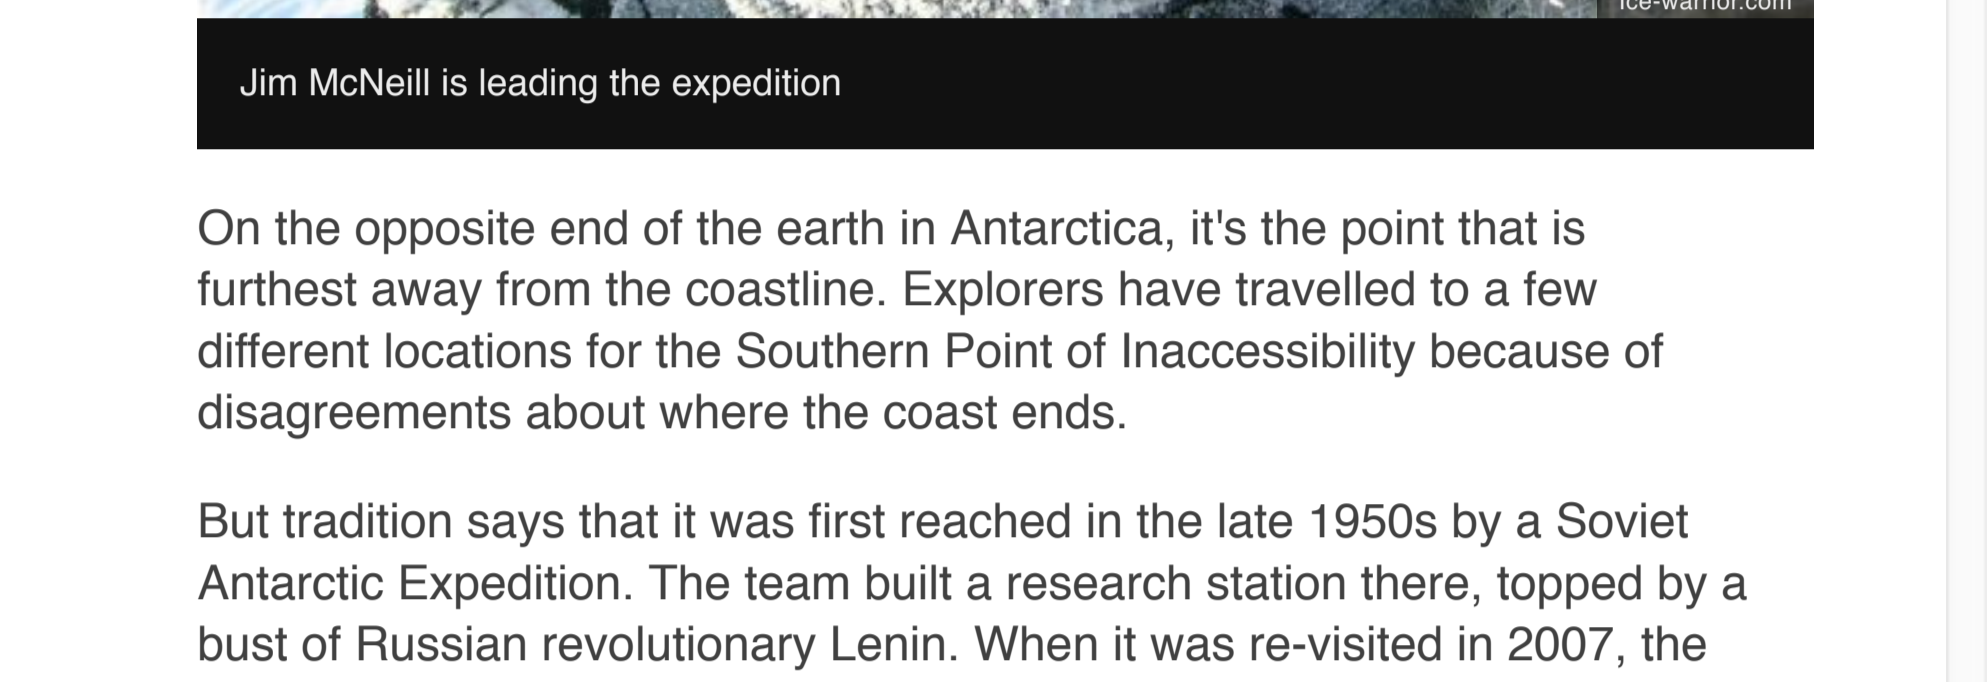 ice-warrior.com
Jim McNeill is leading the expedition
On the opposite end of the earth in Antarctica, it's the point that is
furthest away from the coastline. Explorers have travelled to a few
different locations for the Southern Point of Inaccessibility because of
disagreements about where the coast ends.
But tradition says that it was first reached in the late 1950s by a Soviet
Antarctic Expedition. The team built a research station there, topped by a
bust of Russian revolutionary Lenin. When it was re-visited in 2007, the